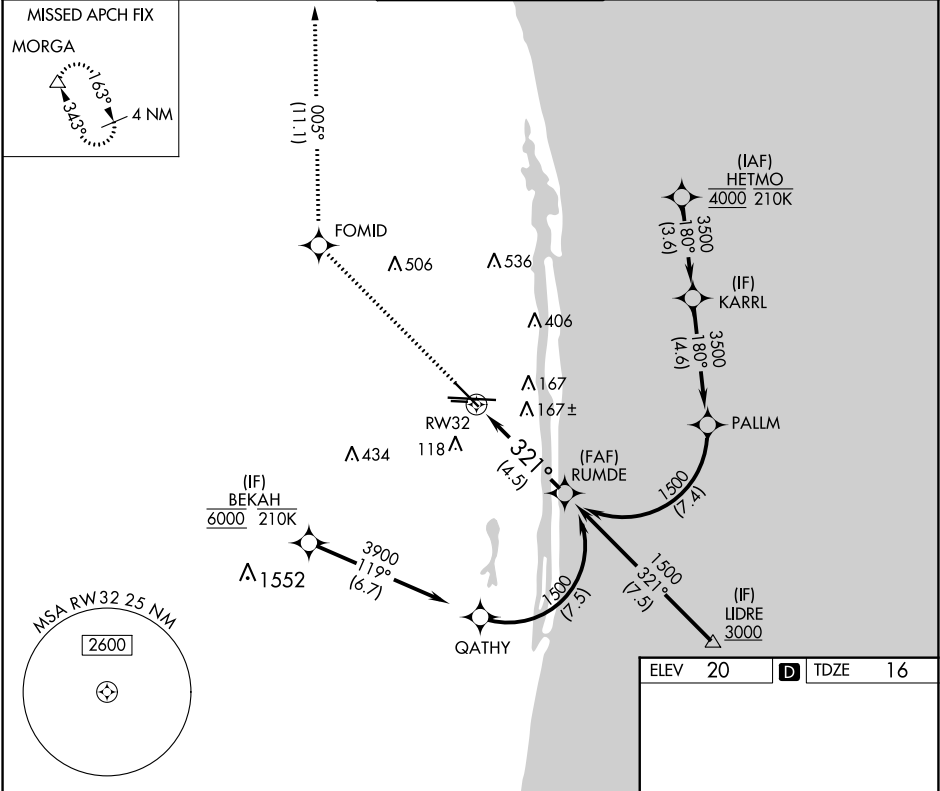 MISSED APCH FIX
MORGA
163°
343°
4 NM
005°
(11.1)
FOMID
506
536
406
167
167±
RW32
118
434
321°
(4.5)
(FAF)
RUMDE
(IAF)
HETMO
4000 210K
3500
180°
(3.6)
(IF)
KARRL
3500
180°
(4.6)
PALLM
1500
(7.4)
(IF)
BEKAH
6000 210K
1552
3900
119°
(6.7)
QATHY
1500
(7.5)
1500
321°
(7.5)
(IF)
LIDRE
3000
MSA RW32 25 NM
2600
ELEV 20 D TDZE 16